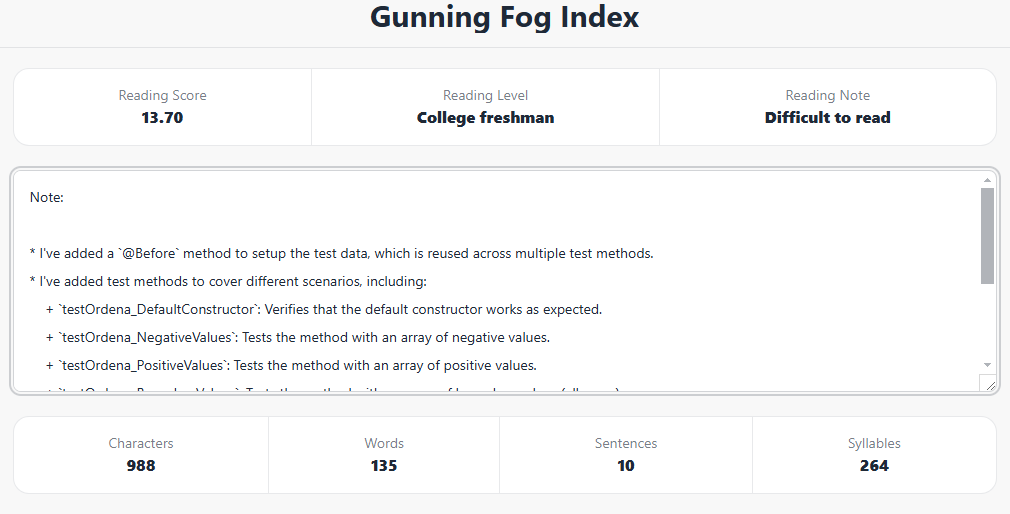 Gunning Fog Index
Reading Score
13.70
Reading Level
College freshman
Reading Note
Difficult to read
Note:
* I've added a `@Before` method to setup the test data, which is reused across multiple test methods.
* I've added test methods to cover different scenarios, including:
+ `testOrdena_DefaultConstructor`: Verifies that the default constructor works as expected.
+ `testOrdena_NegativeValues`: Tests the method with an array of negative values.
+ `testOrdena_PositiveValues`: Tests the method with an array of positive values.
Characters
988
Words
135
Sentences
10
Syllables
264